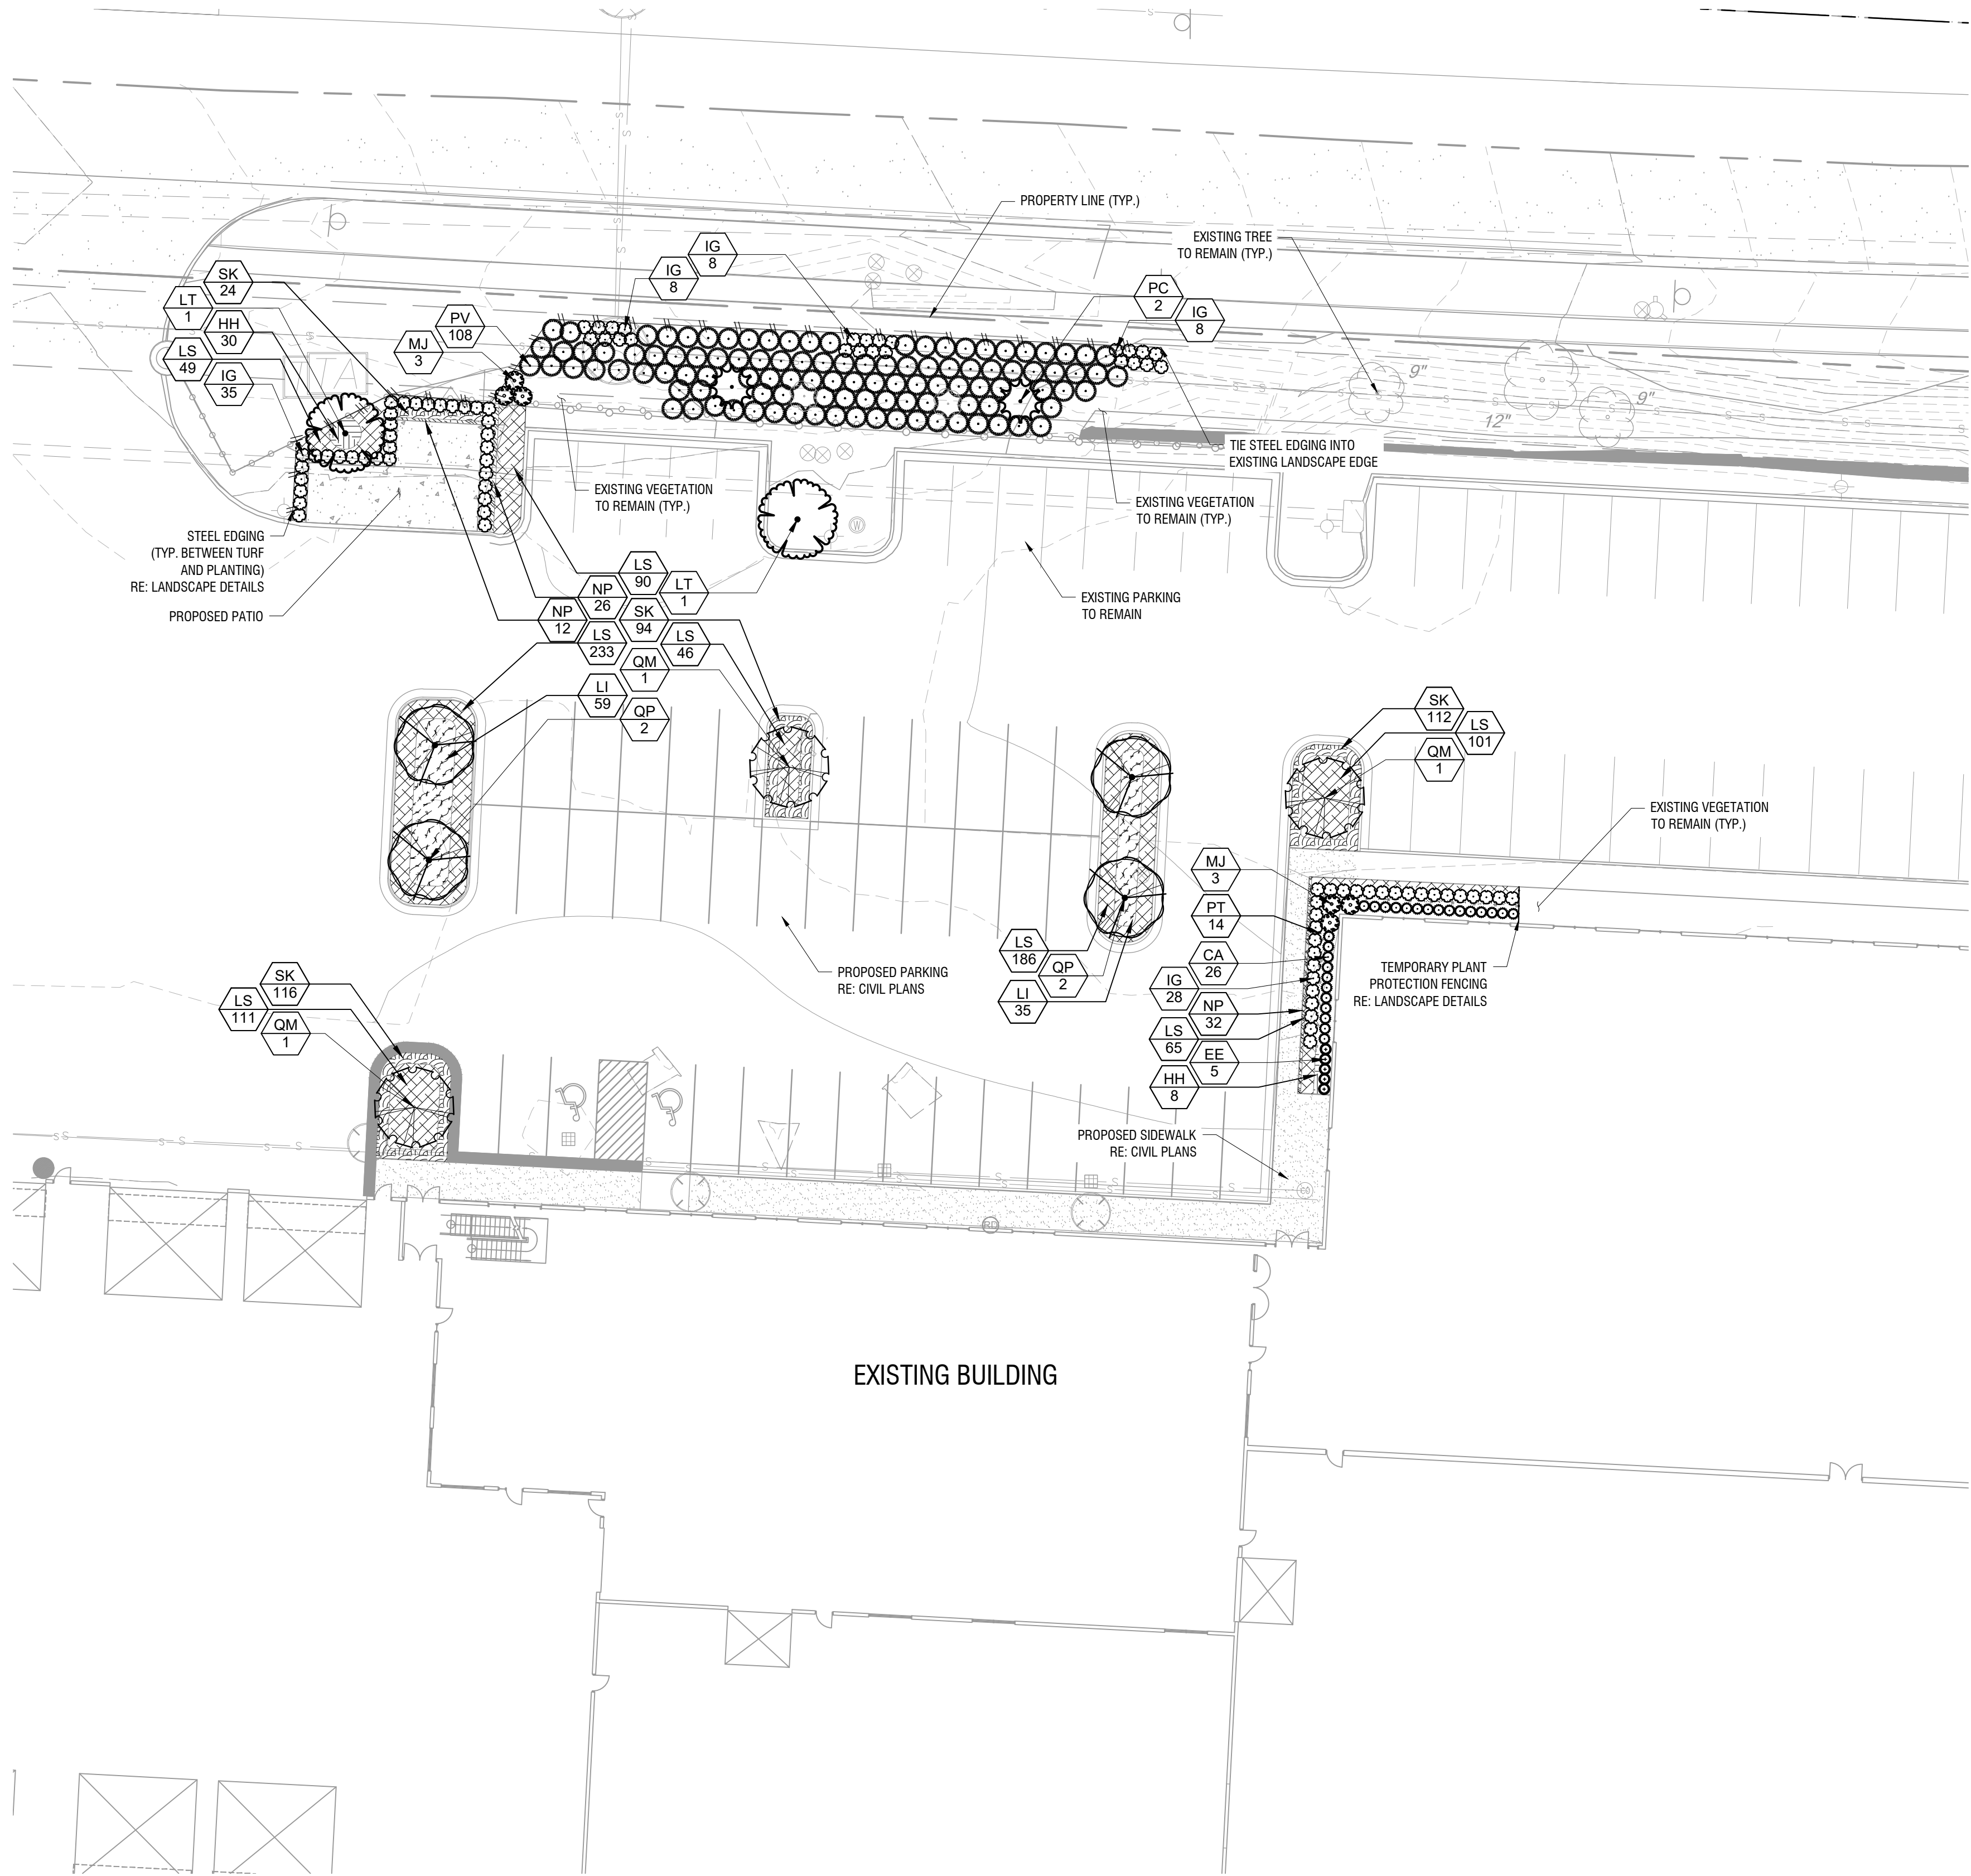 PROPERTY LINE (TYP.)
EXISTING TREE
TO REMAIN (TYP.)
IG
8
IG
8
SK
24
LT
1
HH
30
LS
49
IG
35
PV
108
MJ
3
PC
2
IG
8
9"
12"
9"
TIE STEEL EDGING INTO
EXISTING LANDSCAPE EDGE
EXISTING VEGETATION
TO REMAIN (TYP.)
EXISTING VEGETATION
TO REMAIN (TYP.)
W
STEEL EDGING
(TYP. BETWEEN TURF
AND PLANTING)
RE: LANDSCAPE DETAILS
PROPOSED PATIO
EXISTING PARKING
TO REMAIN
LS
90
LT
1
NP
26
SK
94
NP
12
LS
233
LS
46
QM
1
LI
59
QP
2
SK
112
LS
101
QM
1
EXISTING VEGETATION
TO REMAIN (TYP.)
MJ
3
PT
14
CA
26
IG
28
NP
32
LS
65
EE
5
HH
8
LS
186
QP
2
LI
35
TEMPORARY PLANT
PROTECTION FENCING
RE: LANDSCAPE DETAILS
PROPOSED PARKING
RE: CIVIL PLANS
SK
116
LS
111
QM
1
PROPOSED SIDEWALK
RE: CIVIL PLANS
CO
RD
EXISTING BUILDING